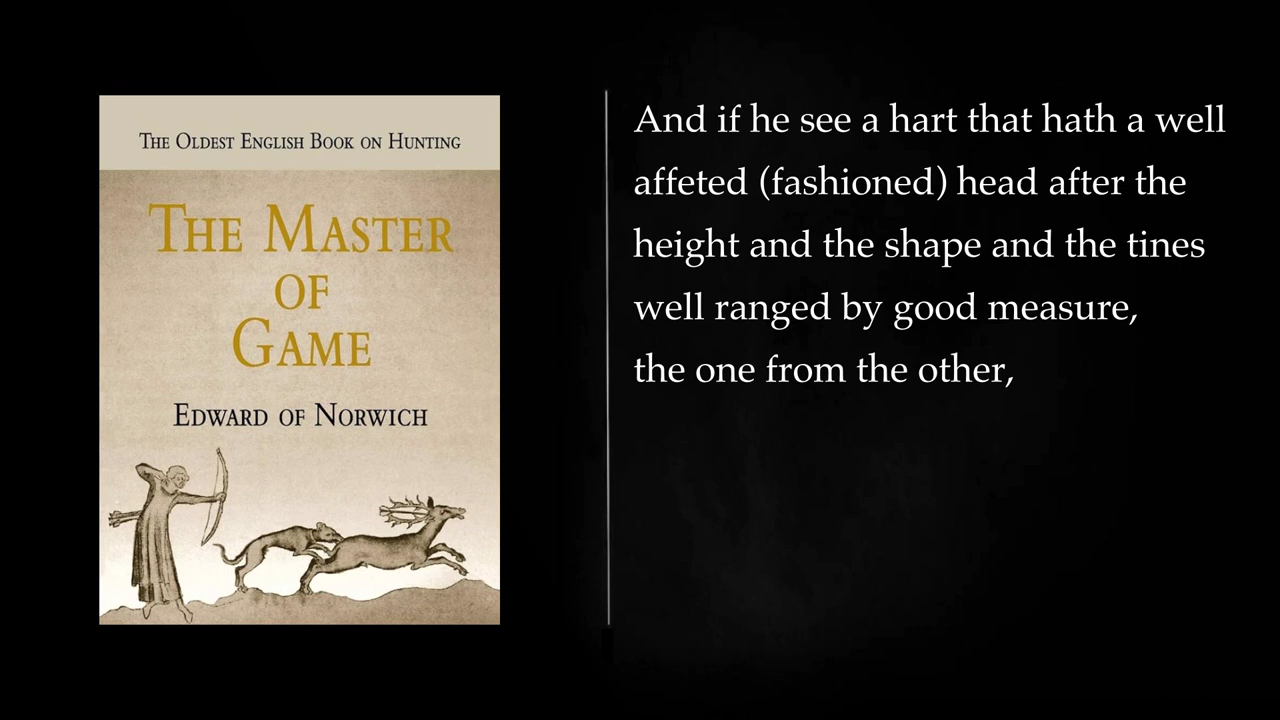 The Oldest English Book on Hunting
The Master
of
Game
Edward of Norwich
And if he see a hart that hath a well
affeted (fashioned) head after the
height and the shape and the tines
well ranged by good measure,
the one from the other,